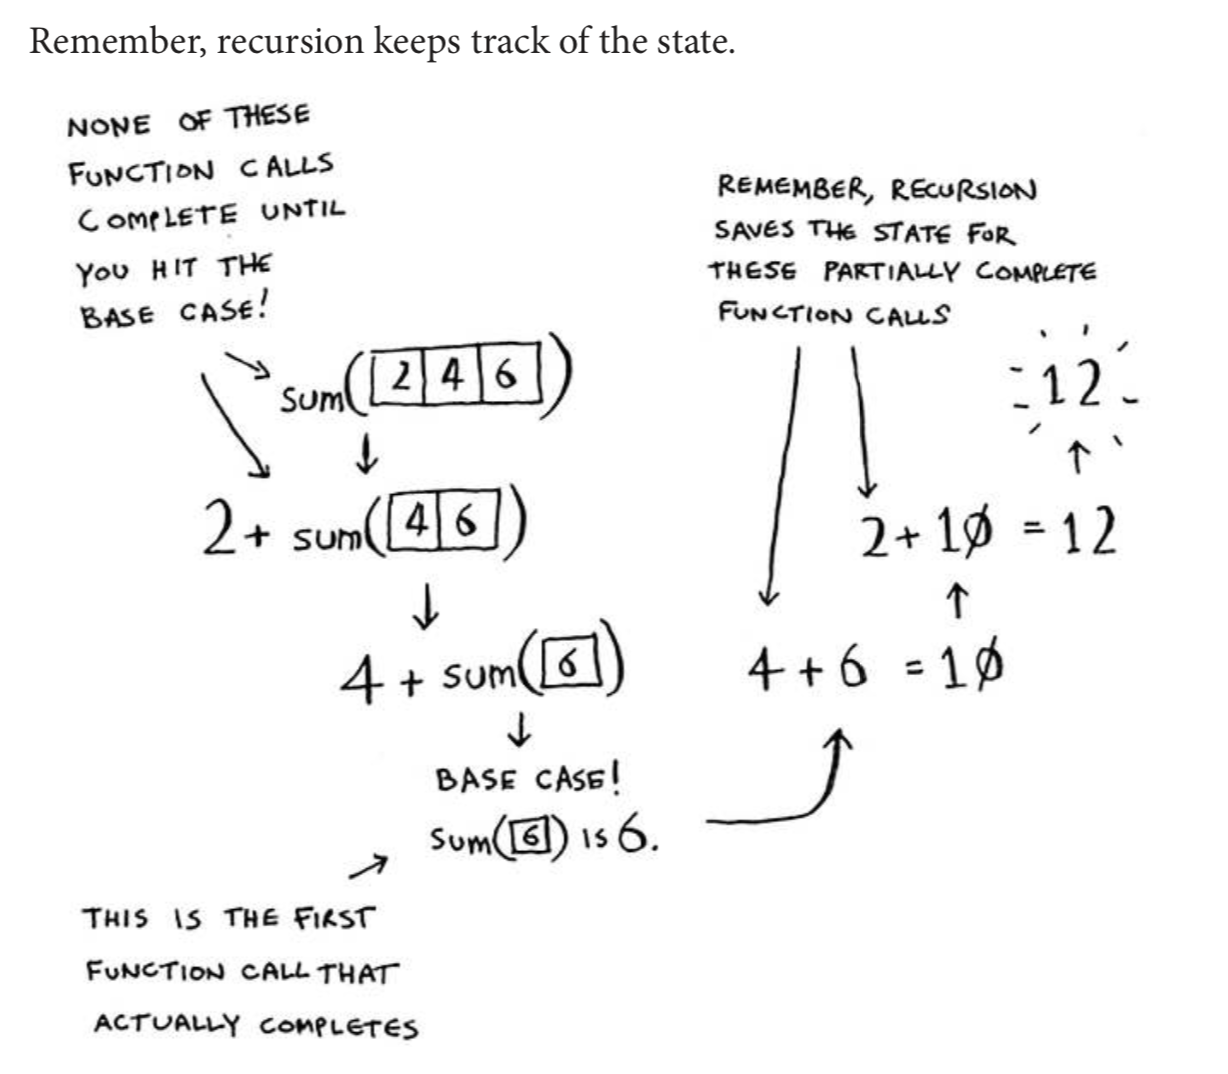 Remember, recursion keeps track of the state.
NONE OF THESE
FUNCTION CALLS
COMPLETE UNTIL
YOU HIT THE
BASE CASE!
sum([2|4|6])
2 + sum([4|6])
4 + sum([6])
BASE CASE!
sum([6]) is 6.
THIS IS THE FIRST
FUNCTION CALL THAT
ACTUALLY COMPLETES
REMEMBER, RECURSION
SAVES THE STATE FOR
THESE PARTIALLY COMPLETE
FUNCTION CALLS
12
2 + 10 = 12
4 + 6 = 10